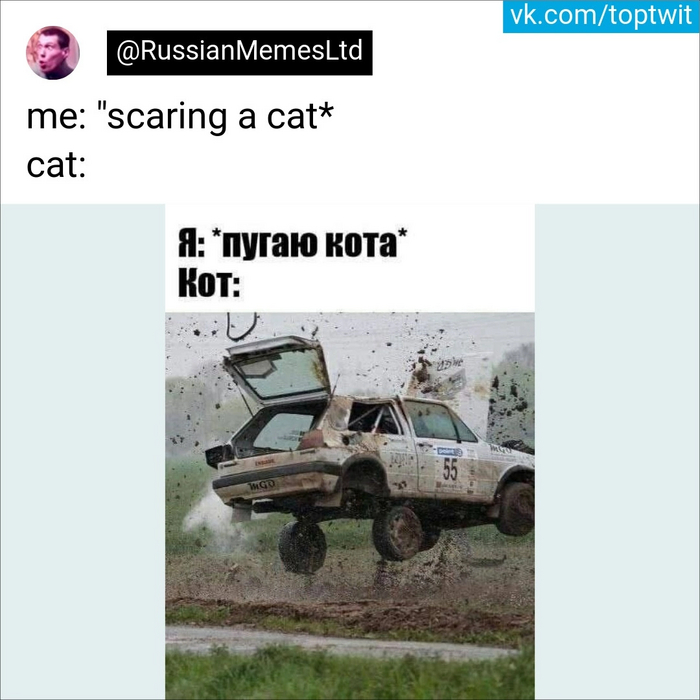 vk.com/toptwit
@RussianMemesLtd
me: "scaring a cat*
cat:
Я: *пугаю кота*
Кот:
55